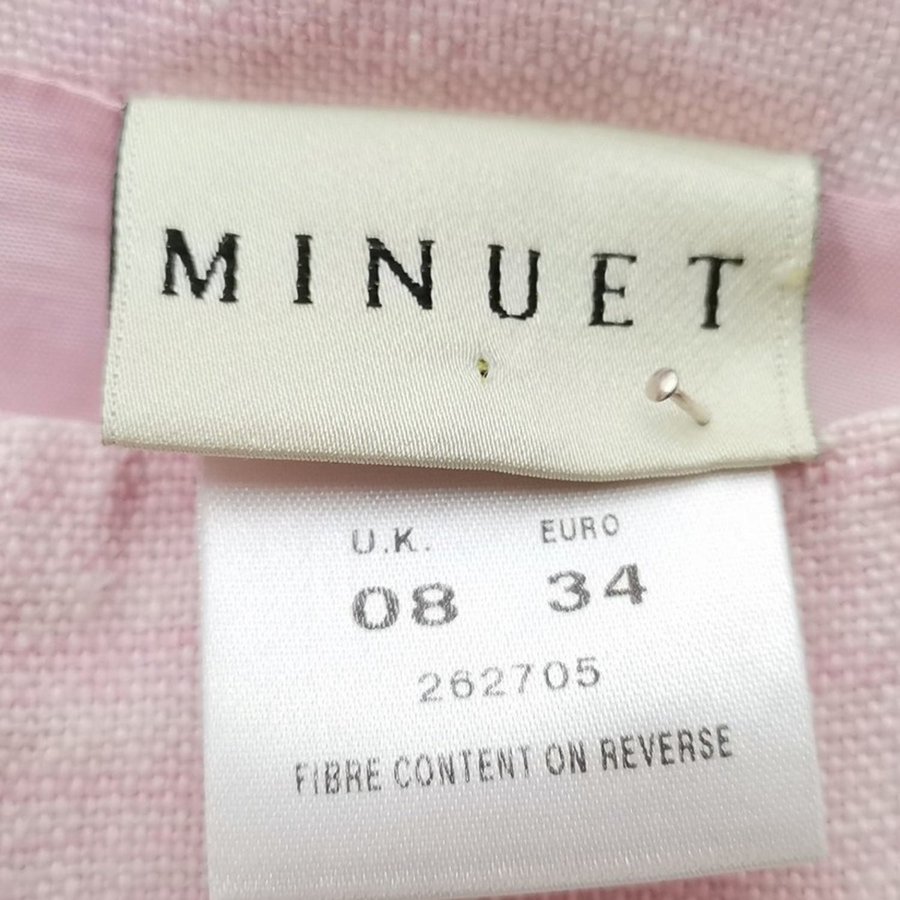 MINUET
U.K. EURO
08 34
262705
FIBRE CONTENT ON REVERSE